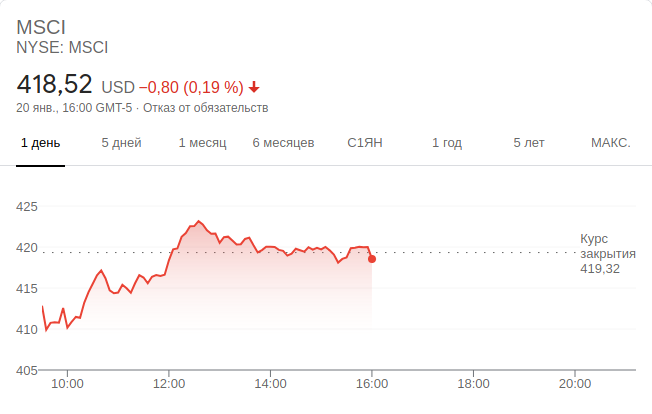 MSCI
NYSE: MSCI
418,52 USD −0,80 (0,19 %)
20 янв., 16:00 GMT-5 · Отказ от обязательств
1 день 5 дней 1 месяц 6 месяцев С1ЯН 1 год 5 лет МАКС.
425
420
415
410
405
Курс
закрытия
419,32
10:00 12:00 14:00 16:00 18:00 20:00